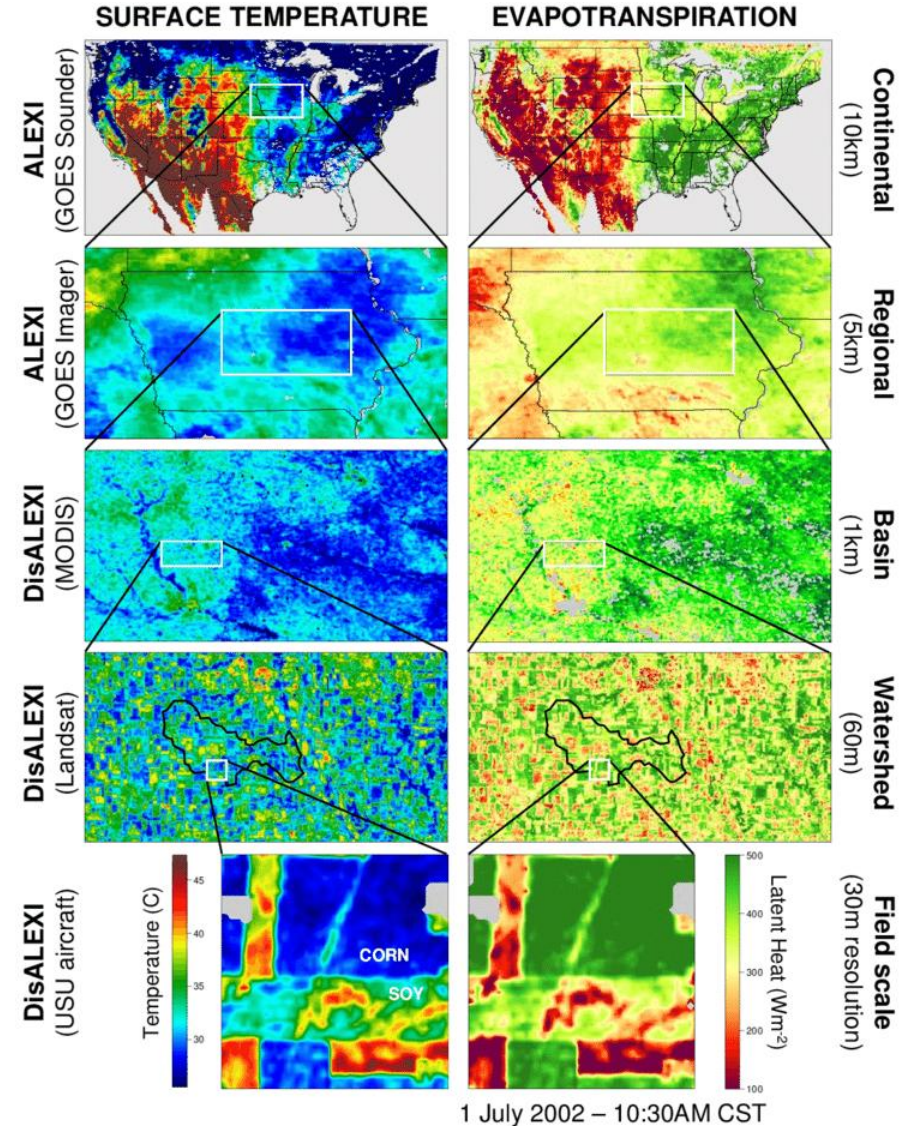 SURFACE TEMPERATURE
EVAPOTRANSPIRATION
ALEXI
(GOES Sounder)
Continental
(10km)
ALEXI
(GOES Imager)
Regional
(5km)
DisALEXI
(MODIS)
Basin
(1km)
DisALEXI
(Landsat)
Watershed
(60m)
DisALEXI
(USU aircraft)
Temperature (C)
45
40
35
30
CORN
SOY
500
400
300
200
100
Latent Heat (Wm-2)
Field scale
(30m resolution)
1 July 2002 – 10:30AM CST